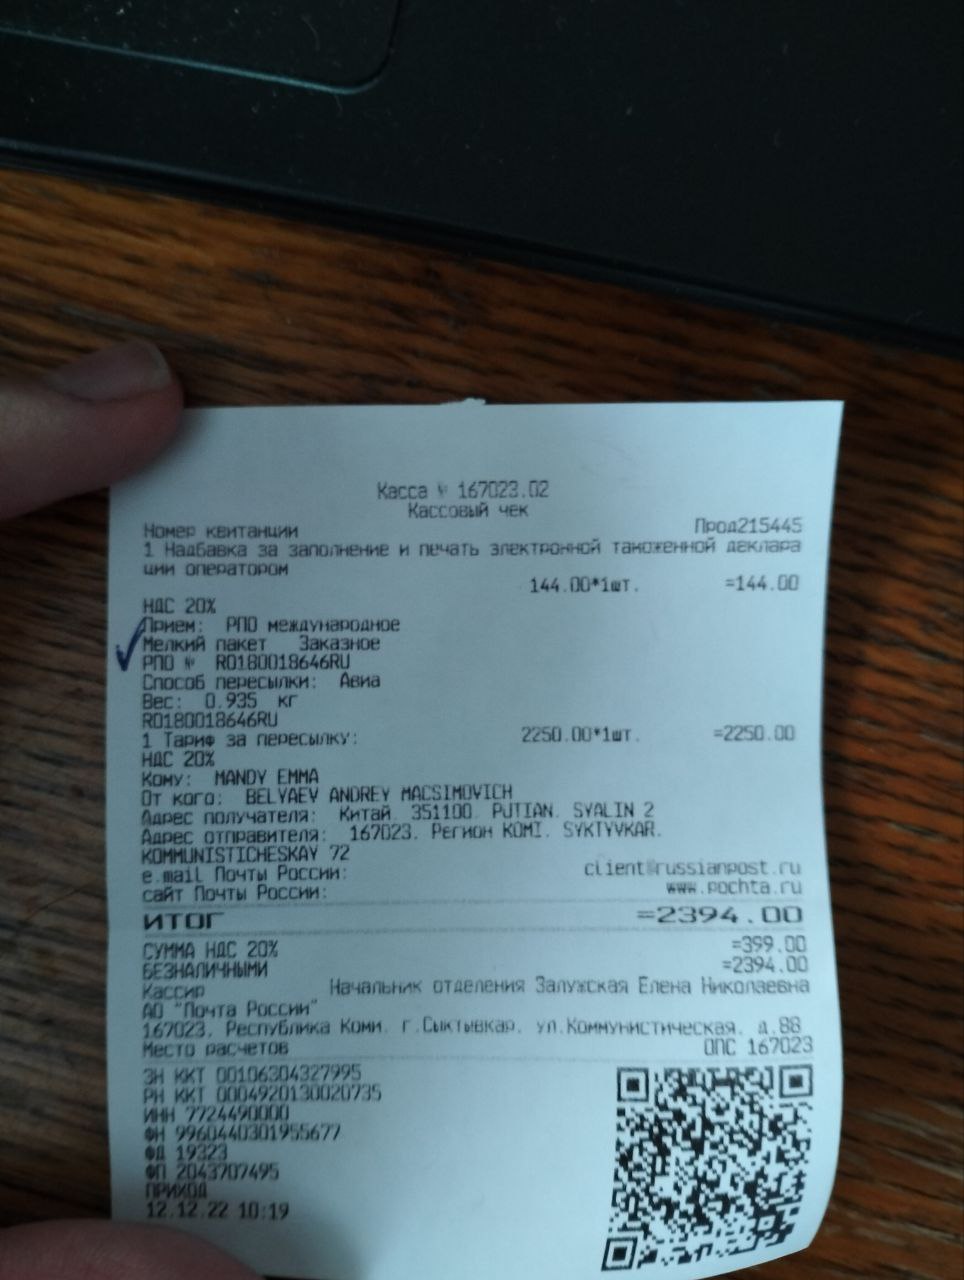 Касса № 167023.02
Кассовый чек
Номер квитанции Прод215445
1 Надбавка за заполнение и печать электронной таможенной деклара
ции оператором
144.00*1шт. =144.00
НДС 20%
Прием: РПО международное
Мелкий пакет Заказное
РПО № RO180018646RU
Способ пересылки: Авиа
Вес: 0.935 кг
RO180018646RU
1 Тариф за пересылку: 2250.00*1шт. =2250.00
НДС 20%
Кому: MANDY EMMA
От кого: BELYAEV ANDREY MACSIMOVICH
Адрес получателя: Китай, 351100, PUTIAN, SYALIN 2
Адрес отправителя: 167023, Регион KOMI, SYKTYVKAR,
KOMMUNISTICHESKAY 72
e.mail Почты России: client@russianpost.ru
сайт Почты России: www.pochta.ru
ИТОГ =2394.00
СУММА НДС 20% =399.00
БЕЗНАЛИЧНЫМИ =2394.00
Кассир Начальник отделения Залужская Елена Николаевна
АО "Почта России"
167023, Республика Коми, г.Сыктывкар, ул.Коммунистическая, д.88
Место расчетов ОПС 167023
ЗН ККТ 00106304327995
РН ККТ 0004920130020735
ИНН 7724490000
ФН 9960440301955677
ФД 19323
ФП 2043707495
ПРИХОД
12.12.22 10:19